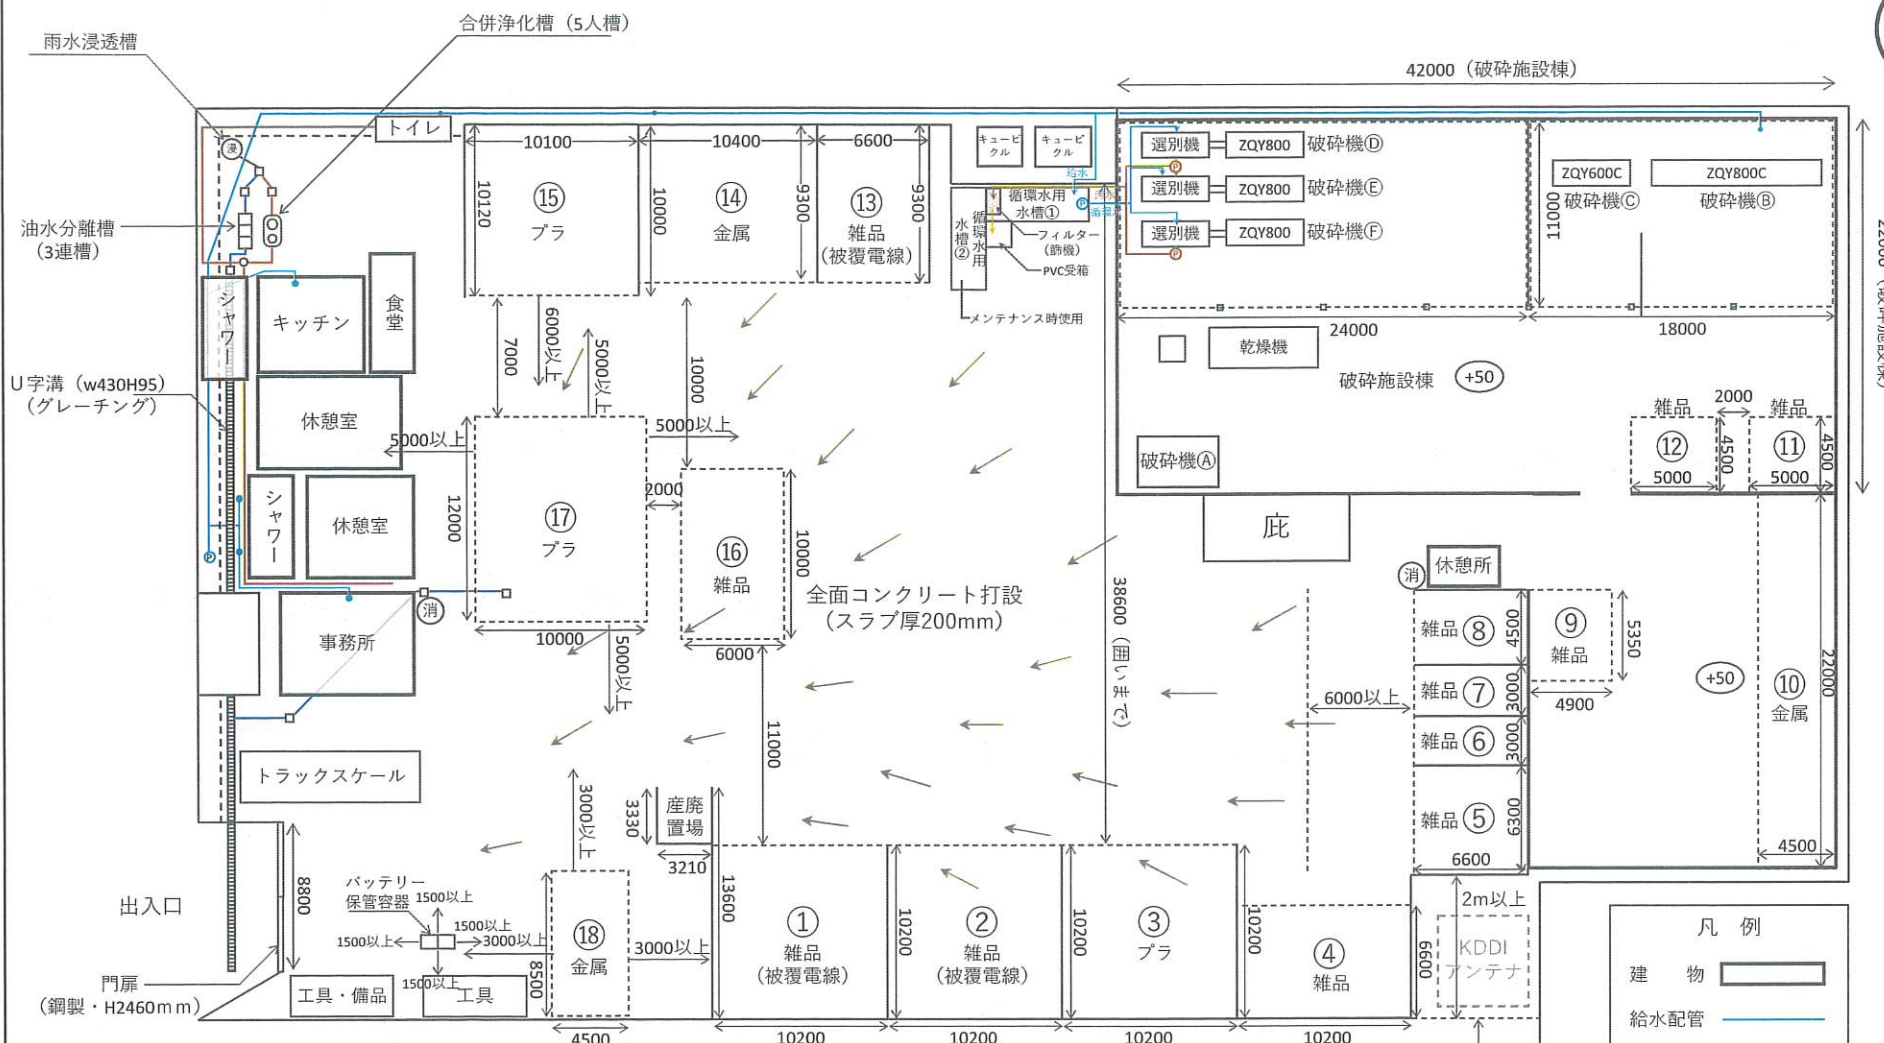 合併浄化槽（5人槽）
雨水浸透槽
42000（破砕施設棟）
トイレ
浸
10100
10400
6600
キュービ
クル
キュービ
クル
給水
選別機
ZQY800
破砕機Ⓓ
選別機
ZQY800
破砕機Ⓔ
選別機
ZQY800
破砕機Ⓕ
P
P
P
ZQY600C
破砕機Ⓒ
ZQY800C
破砕機Ⓑ
11000
10120
⑮
プラ
10000
⑭
金属
9300
⑬
雑品
(被覆電線)
9300
循環水用
水槽①
循環水用
水槽②
フィルター
(篩機)
PVC受箱
メンテナンス時使用
油水分離槽
(3連槽)
24000
18000
乾燥機
破砕施設棟
+50
シャワー
キッチン
食堂
7000
6000以上
5000以上
10000
U字溝（w430H95）
（グレーチング）
休憩室
5000以上
5000以上
雑品
2000
雑品
⑫
4500
⑪
4500
5000
5000
破砕機Ⓐ
2000
シャワー
休憩室
12000
⑰
プラ
⑯
雑品
10000
庇
P
全面コンクリート打設
(スラブ厚200mm)
38600（囲いまで）
消
休憩所
消
事務所
10000
5000以上
6000
雑品⑧
4500
⑨
雑品
5350
4900
雑品⑦
3000
雑品⑥
3000
雑品⑤
6300
6600
6000以上
+50
⑩
金属
22000
4500
11000
トラックスケール
3000以上
3330
産廃
置場
3210
13600
8800
出入口
バッテリー
保管容器
1500以上
1500以上
1500以上
3000以上
1500以上
⑱
金属
8500
3000以上
①
雑品
(被覆電線)
10200
②
雑品
(被覆電線)
10200
③
プラ
10200
④
雑品
6600
2m以上
KDDI
アンテナ
門扉
(鋼製・H2460mm)
工具・備品
工具
4500
10200
10200
10200
10200
凡　例
建　物
給水配管